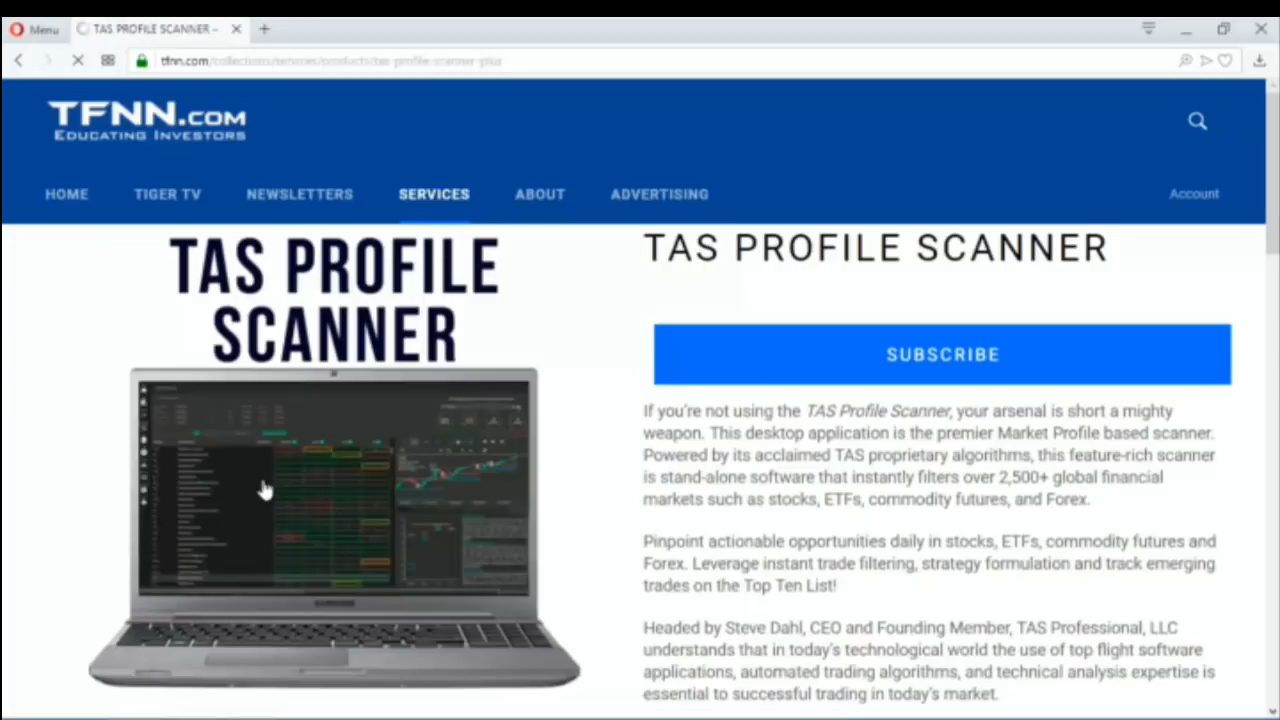 Menu
TAS PROFILE SCANNER –
tfnn.com/collections/services/products/tas-profile-scanner-plus
TFNN.COM
EDUCATING INVESTORS
HOME TIGER TV NEWSLETTERS SERVICES ABOUT ADVERTISING Account
TAS PROFILE
SCANNER
TAS PROFILE SCANNER
SUBSCRIBE
If you're not using the TAS Profile Scanner, your arsenal is short a mighty
weapon. This desktop application is the premier Market Profile based scanner.
Powered by its acclaimed TAS proprietary algorithms, this feature-rich scanner
is stand-alone software that instantly filters over 2,500+ global financial
markets such as stocks, ETFs, commodity futures, and Forex.
Pinpoint actionable opportunities daily in stocks, ETFs, commodity futures and
Forex. Leverage instant trade filtering, strategy formulation and track emerging
trades on the Top Ten List!
Headed by Steve Dahl, CEO and Founding Member, TAS Professional, LLC
understands that in today's technological world the use of top flight software
applications, automated trading algorithms, and technical analysis expertise is
essential to successful trading in today's market.